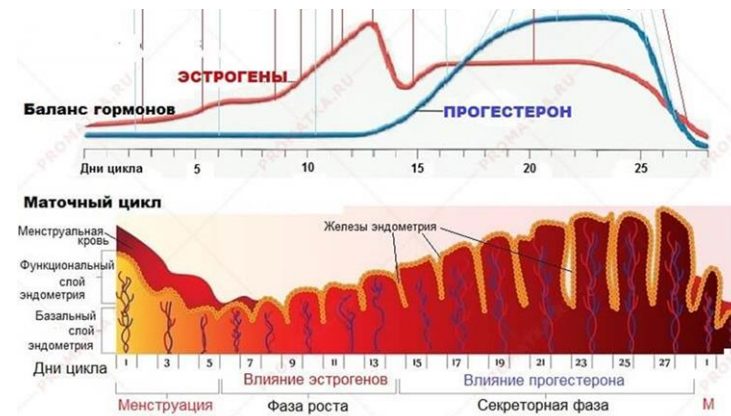 ЭСТРОГЕНЫ
Баланс гормонов
ПРОГЕСТЕРОН
Дни цикла 5 10 15 20 25
Маточный цикл
Железы эндометрия
Менструальная
кровь
Функциональный
слой
эндометрия
Базальный
слой
эндометрия
Дни цикла 1 3 5 7 9 11 13 15 17 19 21 23 25 27 1
Влияние эстрогенов Влияние прогестерона
Менструация Фаза роста Секреторная фаза М
PROMATKA.RU